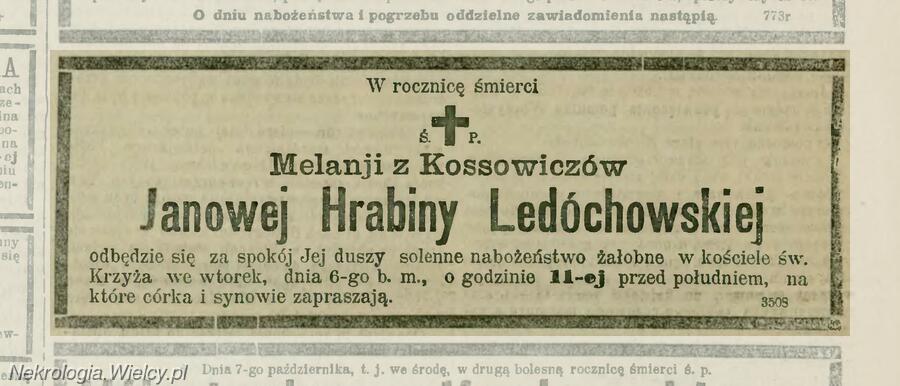 O dniu nabożeństwa i pogrzebu oddzielne zawiadomienia nastąpią. 773r
W rocznicę śmierci
Ś. P.
Melanji z Kossowiczów
Janowej Hrabiny Ledóchowskiej
odbędzie się za spokój Jej duszy solenne nabożeństwo żałobne w kościele św.
Krzyża we wtorek, dnia 6-go b. m., o godzinie 11-ej przed południem, na
które córka i synowie zapraszają.
3508
Dnia 7-go października, t. j. we środę, w drugą bolesną rocznicę śmierci ś. p.
Nekrologia.Wielcy.pl